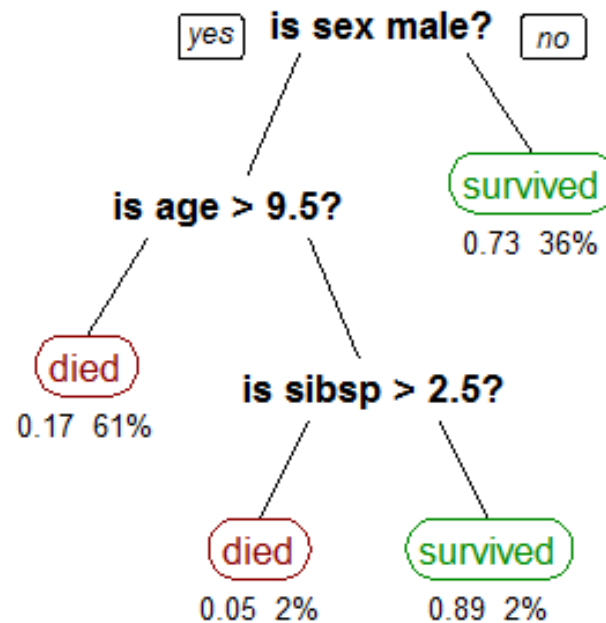 yes is sex male? no
survived
is age > 9.5?
0.73 36%
died
is sibsp > 2.5?
0.17 61%
died survived
0.05 2% 0.89 2%